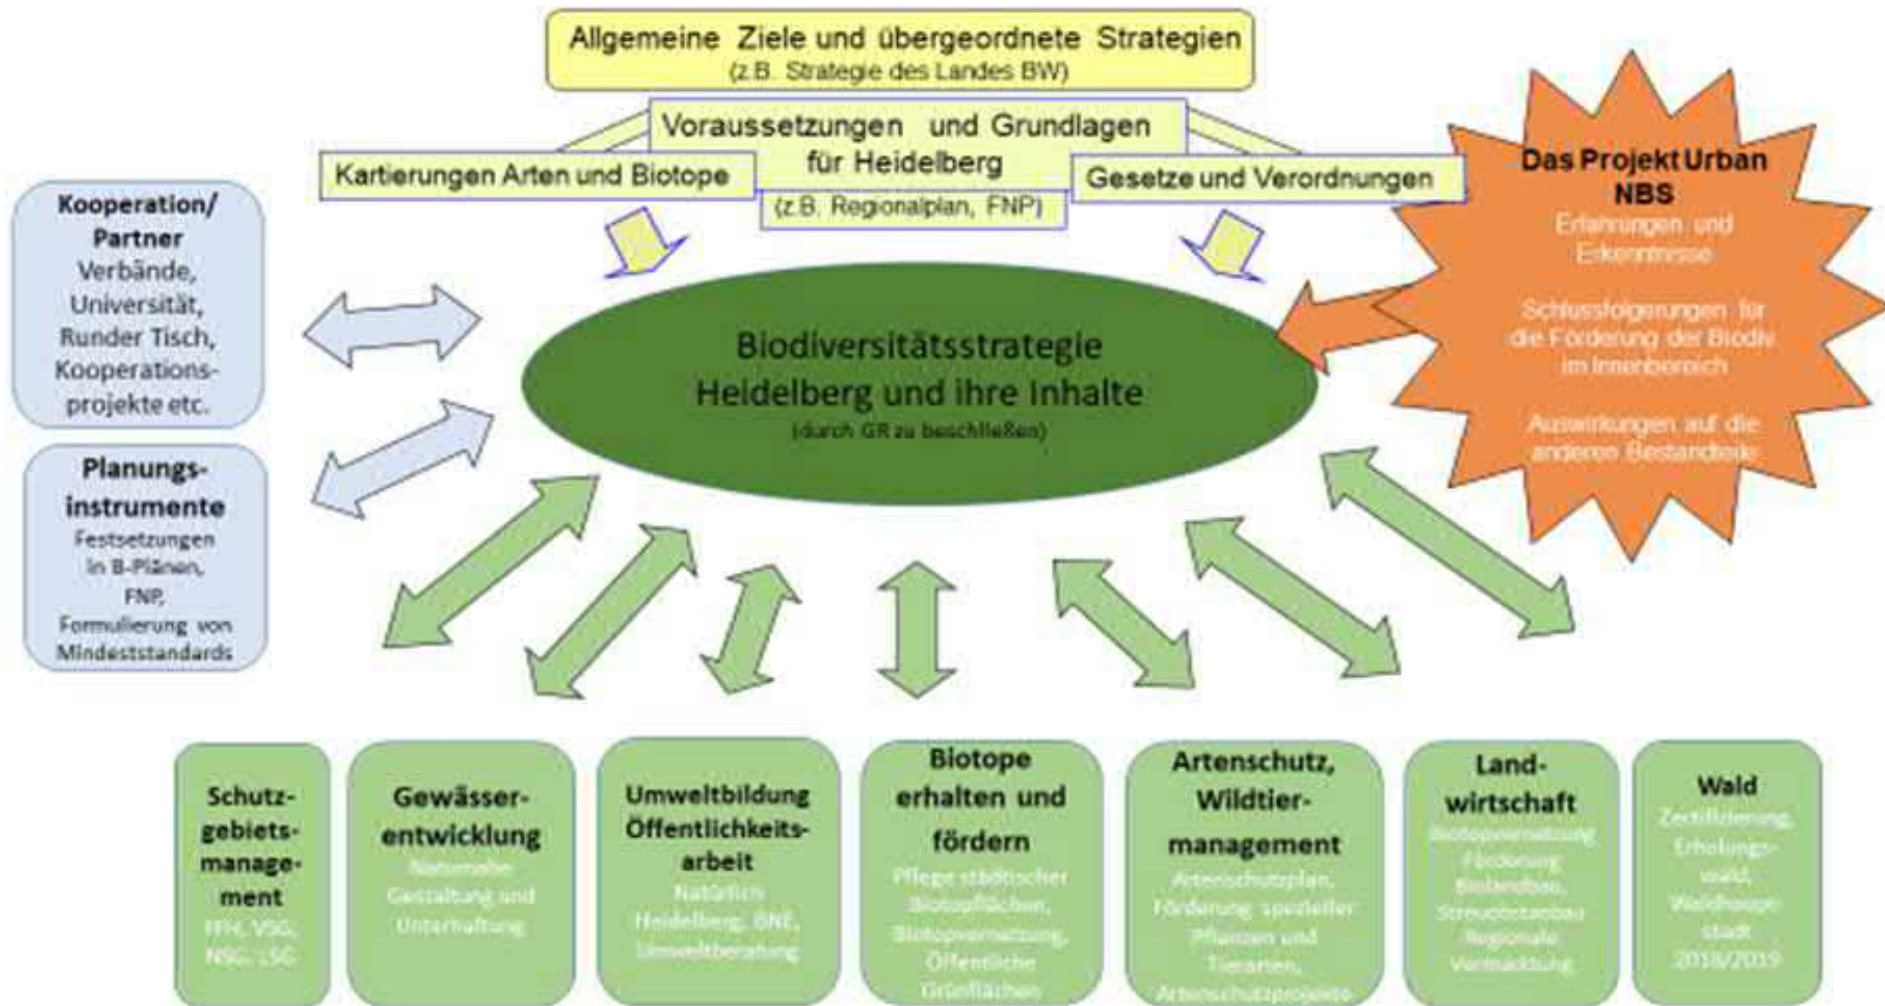 Allgemeine Ziele und übergeordnete Strategien
(z.B. Strategie des Landes BW)
Voraussetzungen und Grundlagen
für Heidelberg
(z.B. Regionalplan, FNP)
Kartierungen Arten und Biotope
Gesetze und Verordnungen
Kooperation/
Partner
Verbände,
Universität,
Runder Tisch,
Kooperations-
projekte etc.
Planungs-
instrumente
Festsetzungen
in B-Plänen,
FNP,
Formulierung von
Mindeststandards
Biodiversitätsstrategie
Heidelberg und ihre Inhalte
(durch GR zu beschließen)
Das Projekt Urban
NBS
Erfahrungen und
Erkenntnisse
Schlussfolgerungen für
die Förderung der Biodiv.
im Innenbereich
Auswirkungen auf die
anderen Bestandteile
Schutz-
gebiets-
manage-
ment
FFH, VSG,
NSG, LSG
Gewässer-
entwicklung
Naturnahe
Gestaltung und
Unterhaltung
Umweltbildung
Öffentlichkeits-
arbeit
Natürlich
Heidelberg, BNE,
Umweltberatung
Biotope
erhalten und
fördern
Pflege städtischer
Biotopflächen,
Biotopvernetzung,
Öffentliche
Grünflächen
Artenschutz,
Wildtier-
management
Artenschutzplan,
Förderung spezieller
Pflanzen und
Tierarten,
Artenschutzprojekte
Land-
wirtschaft
Biotopvernetzung
Förderung
Biolandbau,
Streuobstanbau
Regionale
Vermarktung
Wald
Zertifizierung,
Erholungs-
wald,
Waldhaupt-
stadt
2018/2019